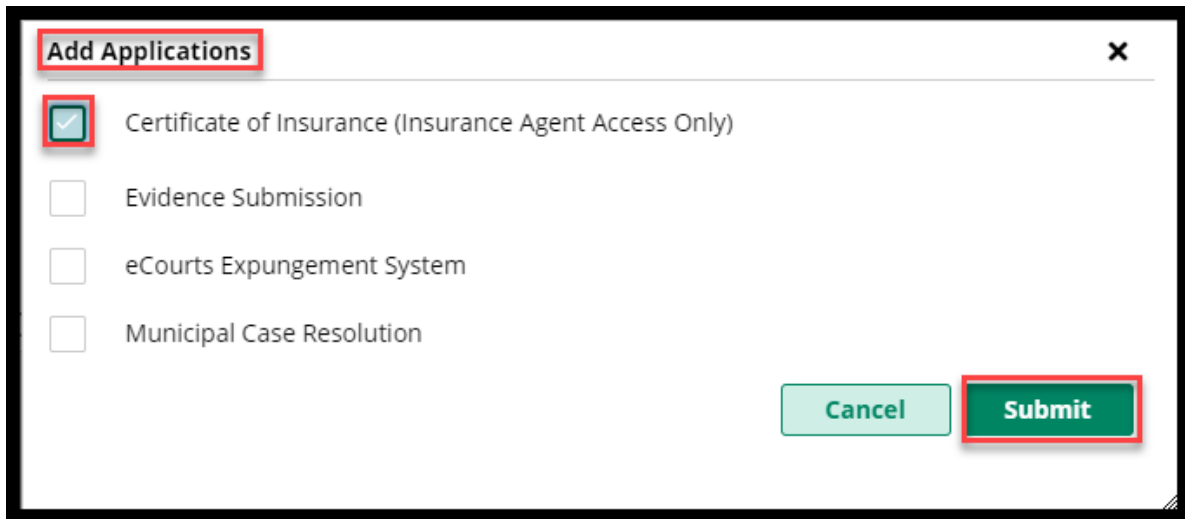 Add Applications
Certificate of Insurance (Insurance Agent Access Only)
Evidence Submission
eCourts Expungement System
Municipal Case Resolution
Cancel Submit